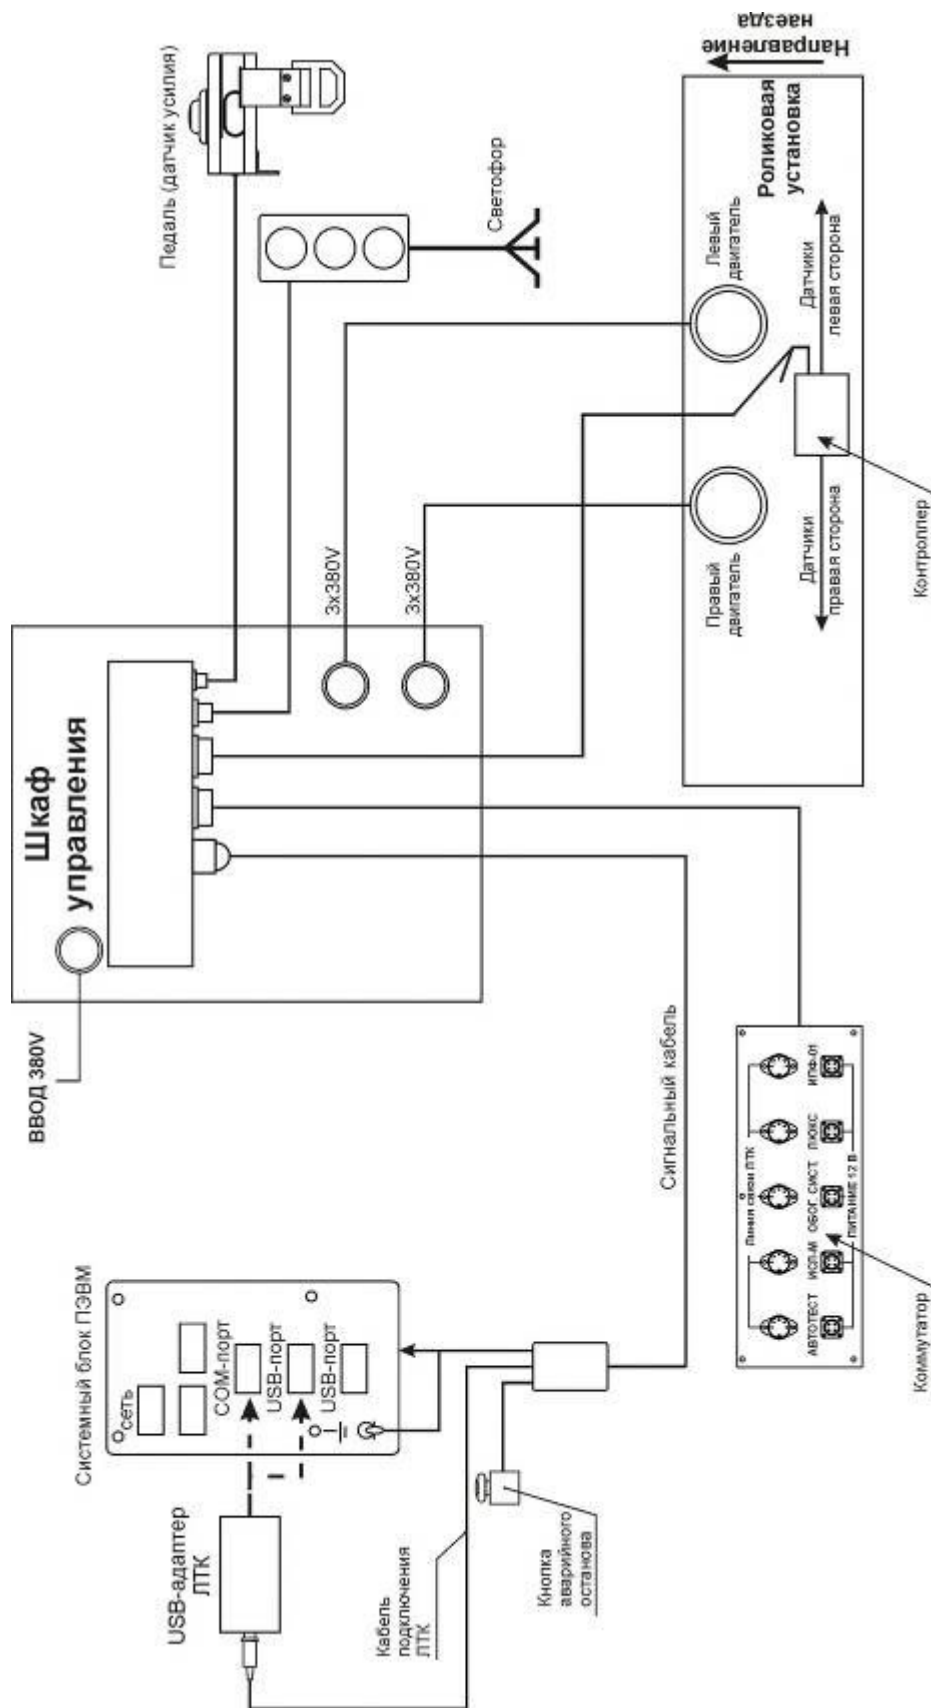 Педаль (датчик усилия)
Светофор
Направление
наезда
Роликовая
установка
Левый
двигатель
Датчики
левая сторона
Правый
двигатель
Датчики
правая сторона
Контроллер
3x380V
3x380V
Шкаф
управления
ВВОД 380V
Сигнальный кабель
Линия связи ЛТК
АВТОТЕСТ
ИСП-М
ОБОГ. СИСТ.
ЛЮКС
ИПФ-01
ПИТАНИЕ 12 В
Коммутатор
Системный блок ПЭВМ
сеть
COM-порт
USB-порт
USB-порт
USB-адаптер
ЛТК
Кабель
подключения
ЛТК
Кнопка
аварийного
останова